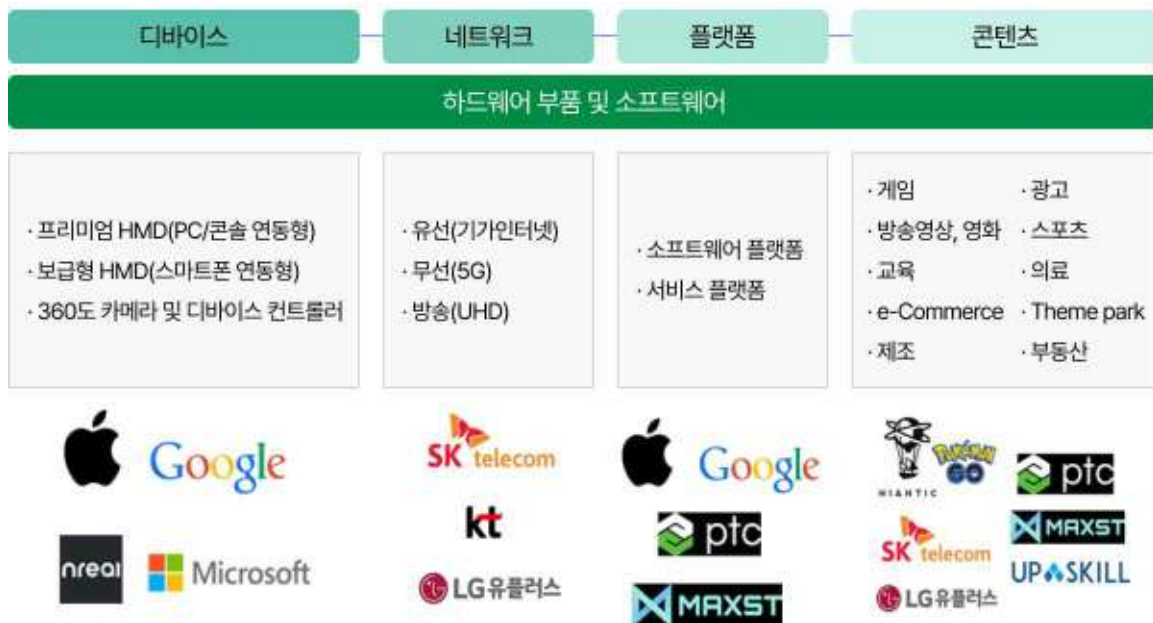 디바이스
네트워크
플랫폼
콘텐츠
하드웨어 부품 및 소프트웨어
· 프리미엄 HMD(PC/콘솔 연동형)
· 보급형 HMD(스마트폰 연동형)
· 360도 카메라 및 디바이스 컨트롤러
· 유선(기가인터넷)
· 무선(5G)
· 방송(UHD)
· 소프트웨어 플랫폼
· 서비스 플랫폼
· 게임
· 방송영상, 영화
· 교육
· e-Commerce
· 제조
· 광고
· 스포츠
· 의료
· Theme park
· 부동산
Google
nreal
Microsoft
SK telecom
kt
LG유플러스
Google
ptc
MAXST
NIANTIC
POKÉMON
GO
SK telecom
LG유플러스
ptc
MAXST
UPSKILL